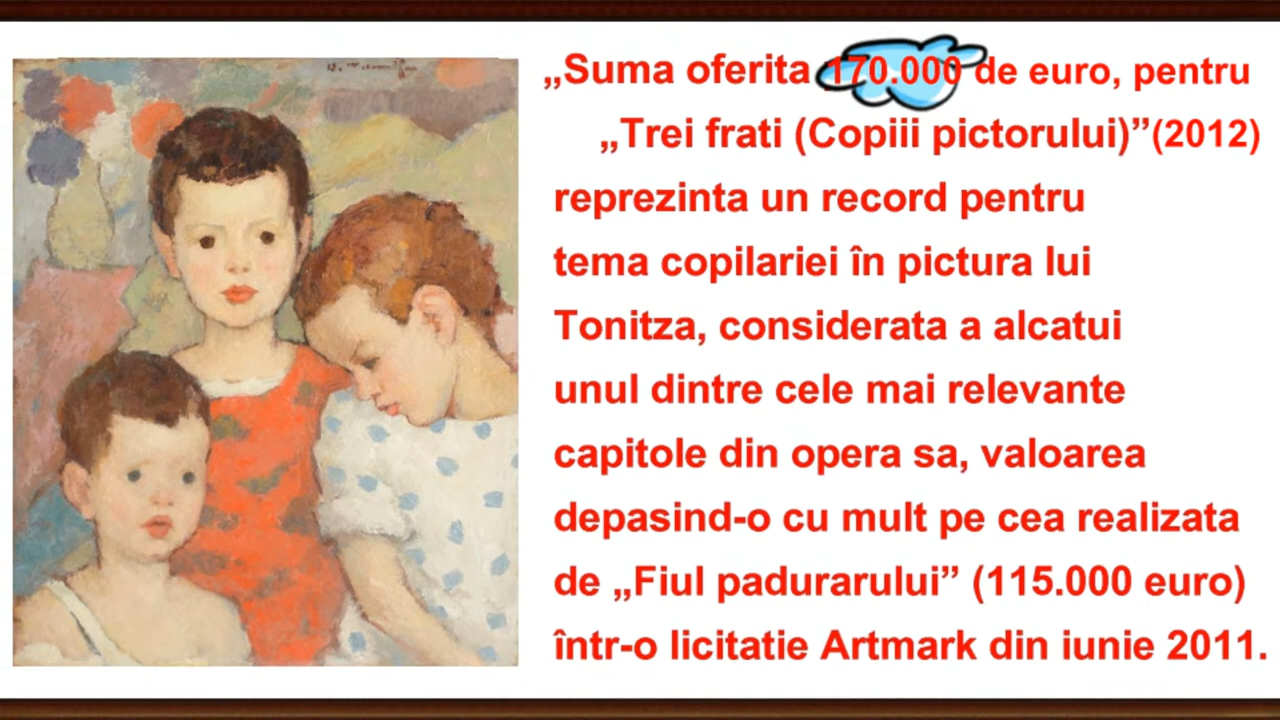 „Suma oferita 170.000 de euro, pentru
„Trei frati (Copiii pictorului)”(2012)
reprezinta un record pentru
tema copilariei în pictura lui
Tonitza, considerata a alcatui
unul dintre cele mai relevante
capitole din opera sa, valoarea
depasind-o cu mult pe cea realizata
de „Fiul padurarului” (115.000 euro)
într-o licitatie Artmark din iunie 2011.